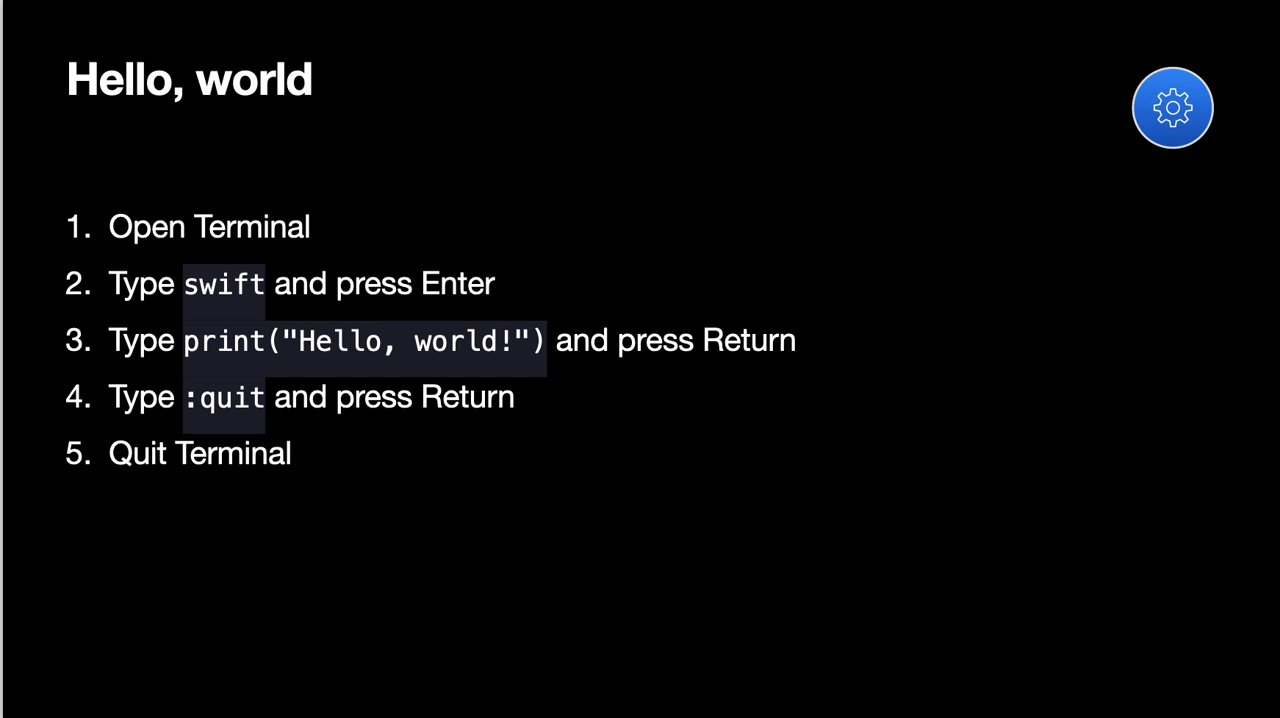 Hello, world
1. Open Terminal
2. Type swift and press Enter
3. Type print("Hello, world!") and press Return
4. Type :quit and press Return
5. Quit Terminal